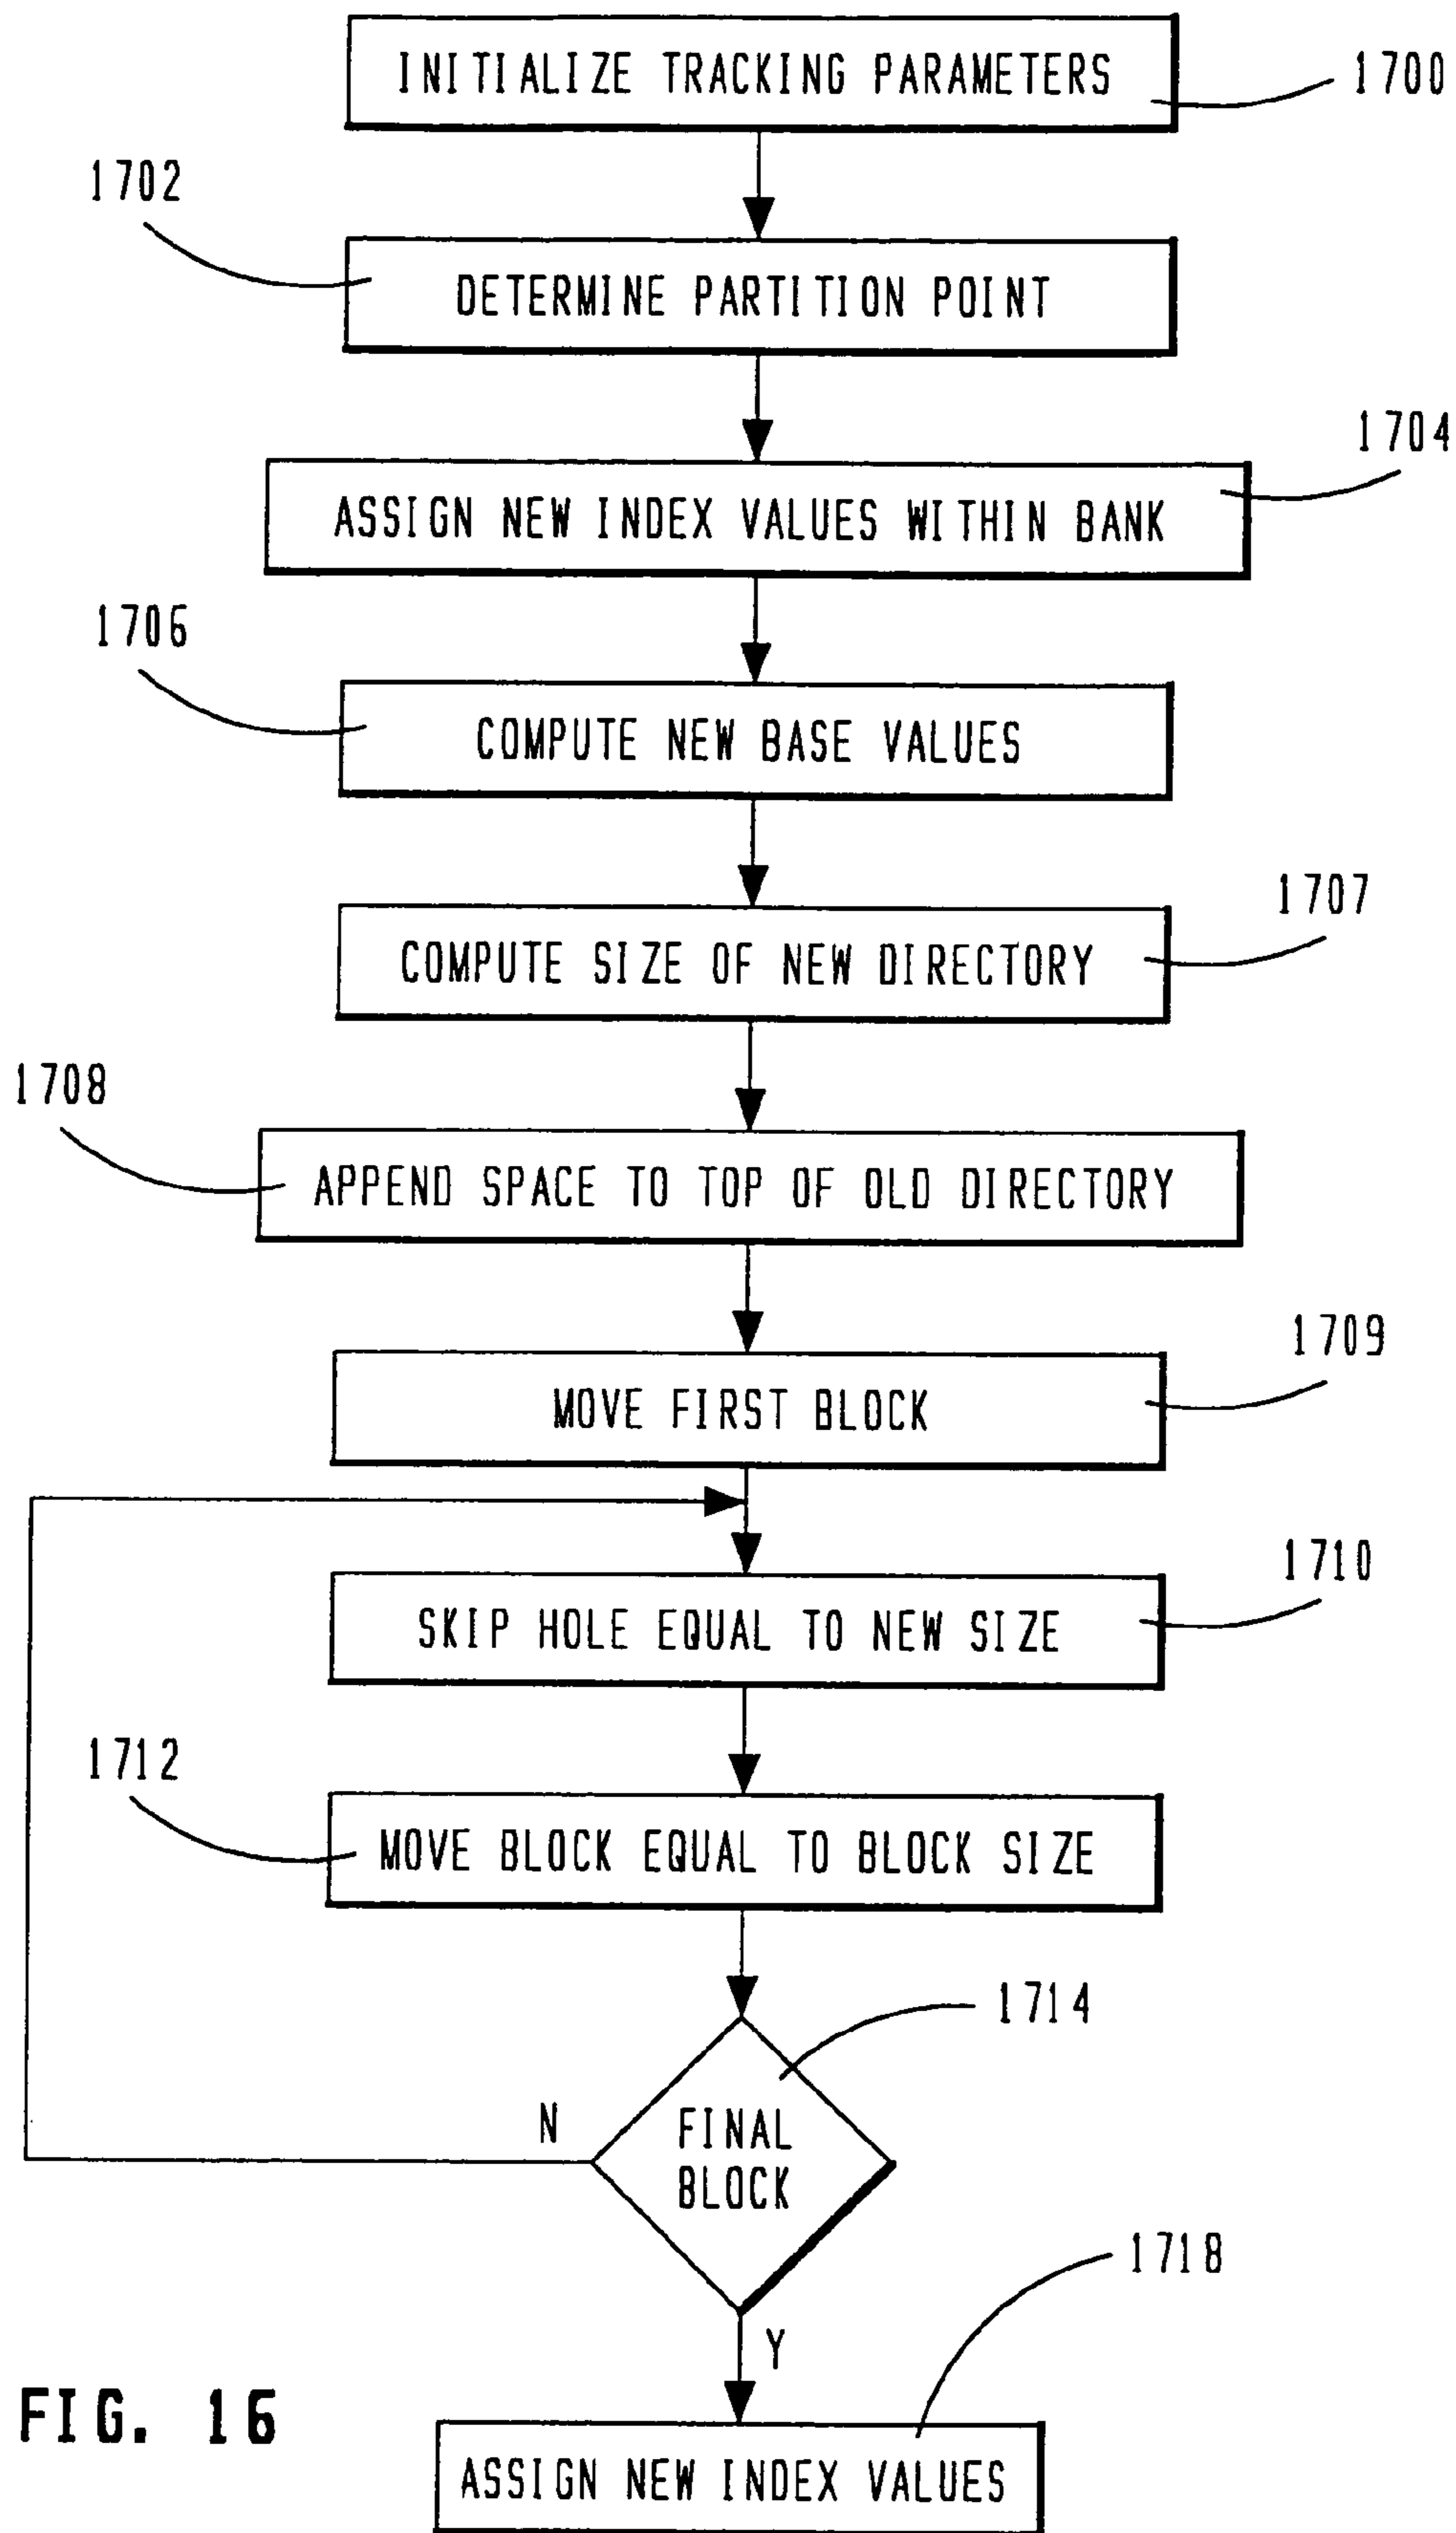 INITIALIZE TRACKING PARAMETERS
1700
1702
DETERMINE PARTITION POINT
1704
ASSIGN NEW INDEX VALUES WITHIN BANK
1706
COMPUTE NEW BASE VALUES
1707
COMPUTE SIZE OF NEW DIRECTORY
1708
APPEND SPACE TO TOP OF OLD DIRECTORY
1709
MOVE FIRST BLOCK
1710
SKIP HOLE EQUAL TO NEW SIZE
1712
MOVE BLOCK EQUAL TO BLOCK SIZE
1714
N
FINAL
BLOCK
1718
Y
FIG. 16
ASSIGN NEW INDEX VALUES